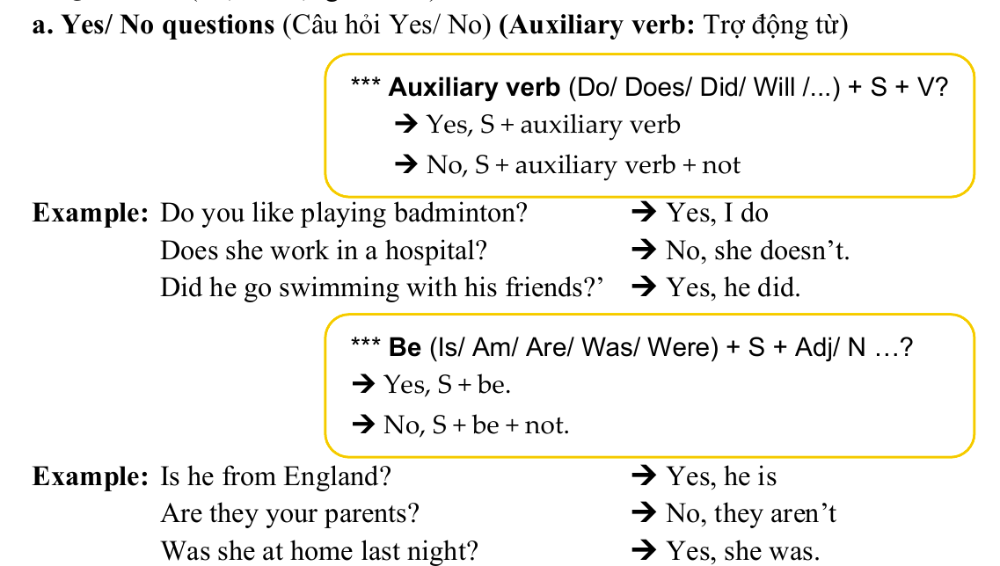 a. Yes/ No questions (Câu hỏi Yes/ No) (Auxiliary verb: Trợ động từ)
*** Auxiliary verb (Do/ Does/ Did/ Will /...) + S + V?
➔ Yes, S + auxiliary verb
➔ No, S + auxiliary verb + not
Example: Do you like playing badminton? ➔ Yes, I do
Does she work in a hospital? ➔ No, she doesn’t.
Did he go swimming with his friends?’ ➔ Yes, he did.
*** Be (Is/ Am/ Are/ Was/ Were) + S + Adj/ N …?
➔ Yes, S + be.
➔ No, S + be + not.
Example: Is he from England? ➔ Yes, he is
Are they your parents? ➔ No, they aren’t
Was she at home last night? ➔ Yes, she was.